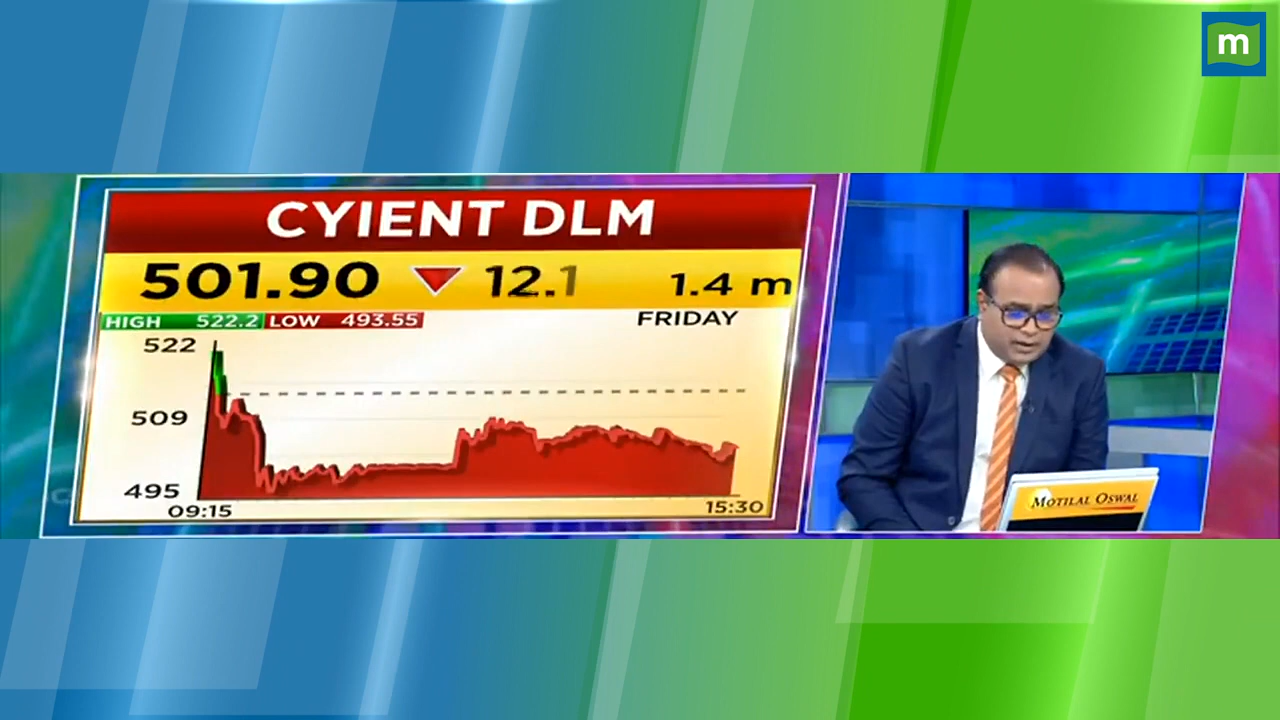 m
CYIENT DLM
501.90 ▼ 12.1 1.4 m
HIGH 522.2 LOW 493.55 FRIDAY
522
509
495
09:15 15:30
MOTILAL OSWAL